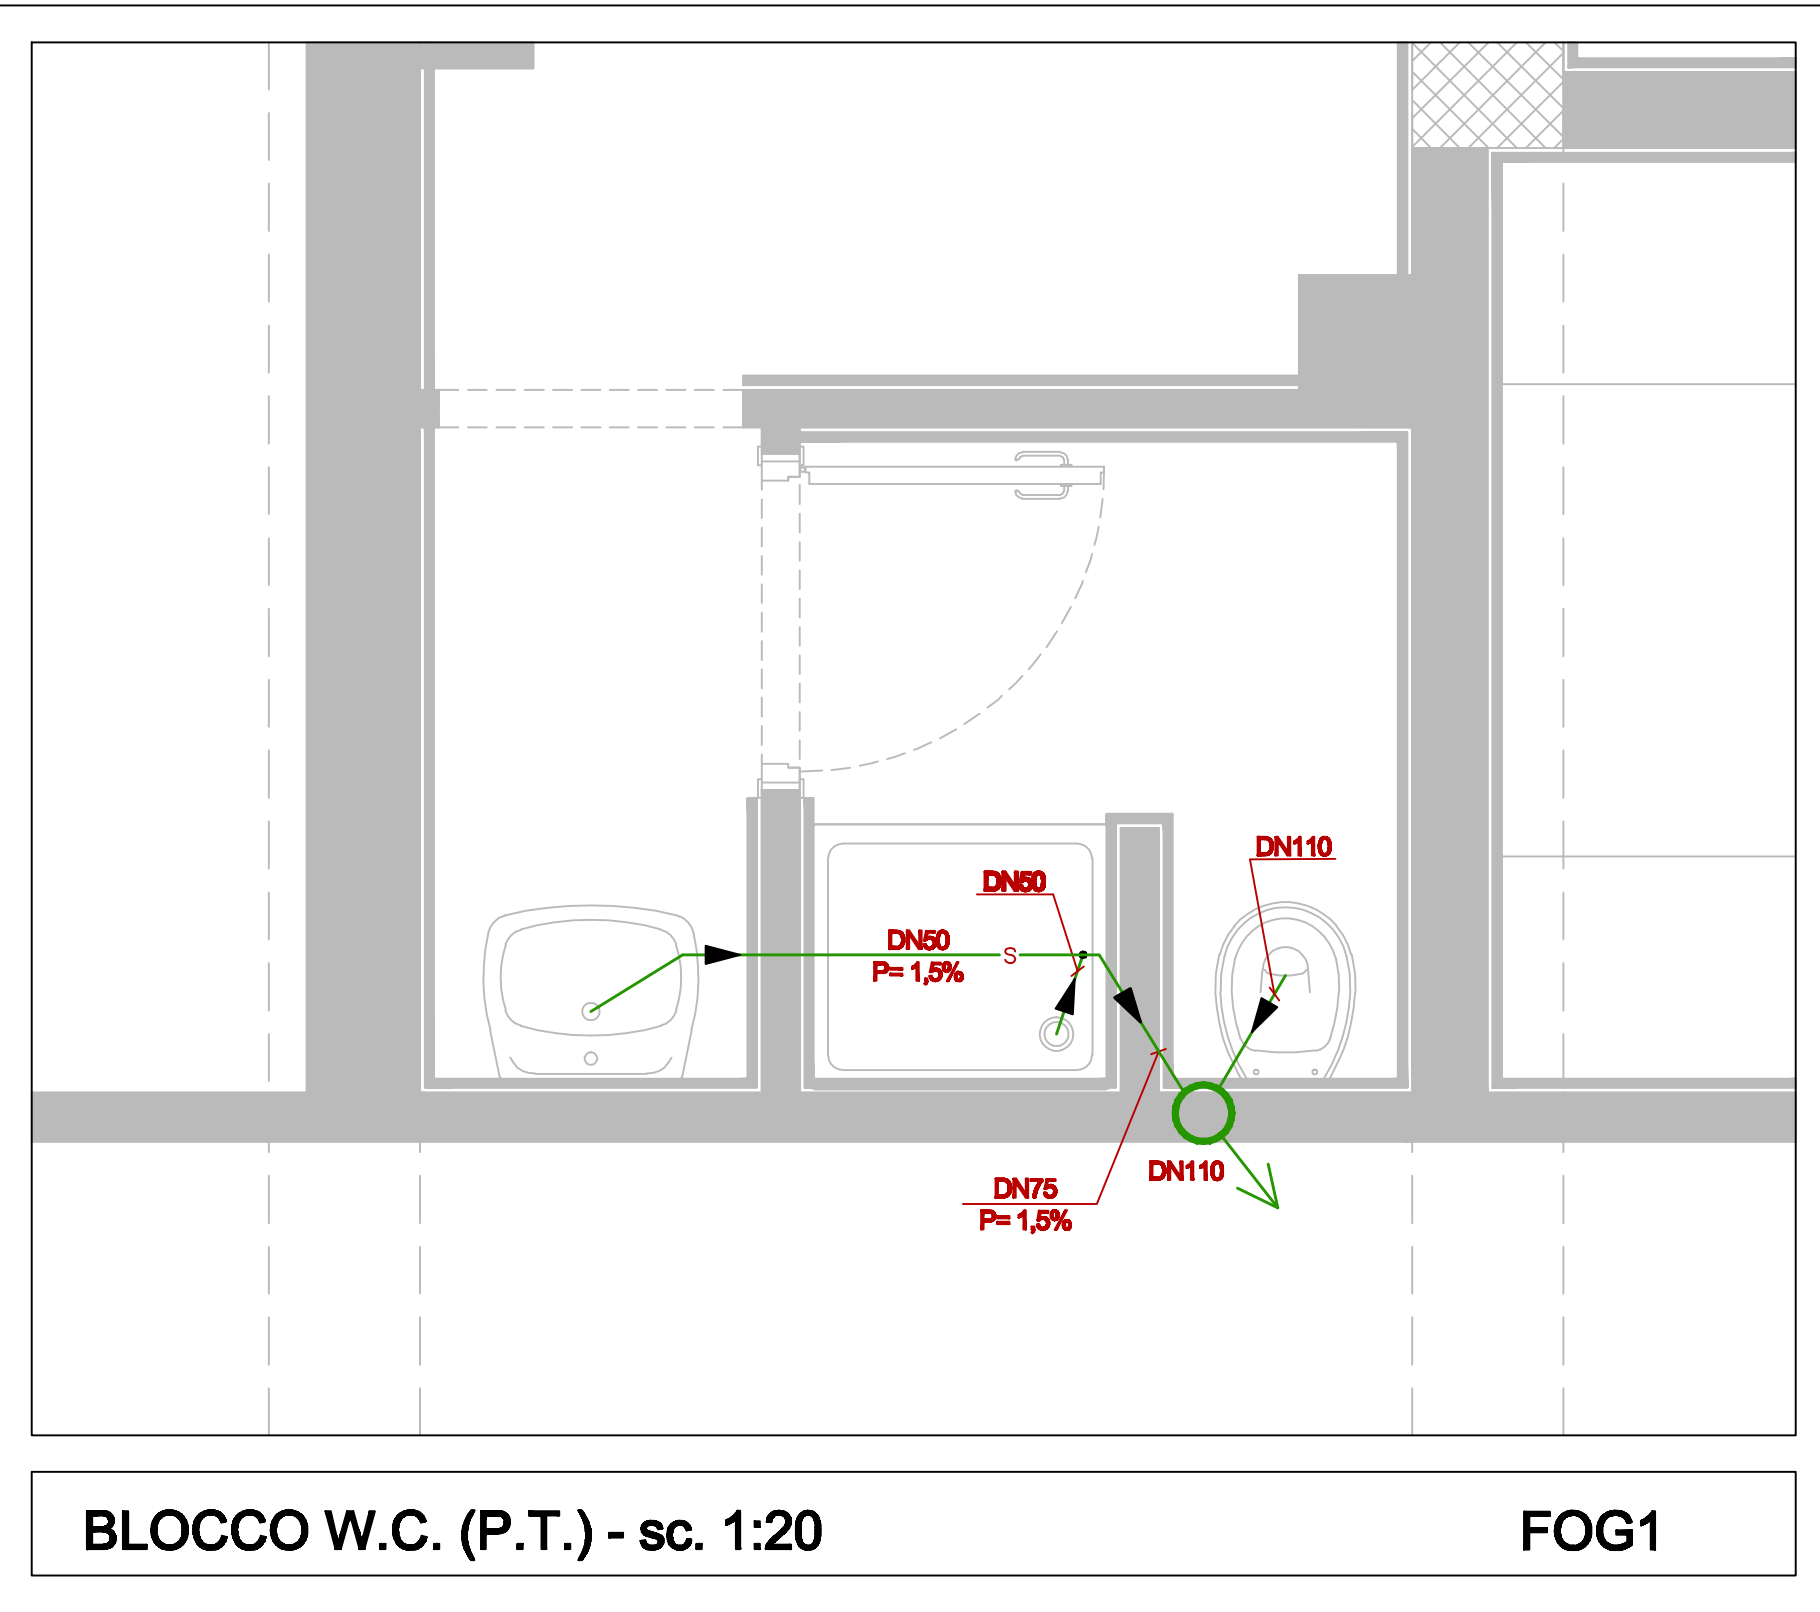 DN110
DN50
DN50
S
P= 1,5%
DN110
DN75
P= 1,5%
BLOCCO W.C. (P.T.) - sc. 1:20
FOG1